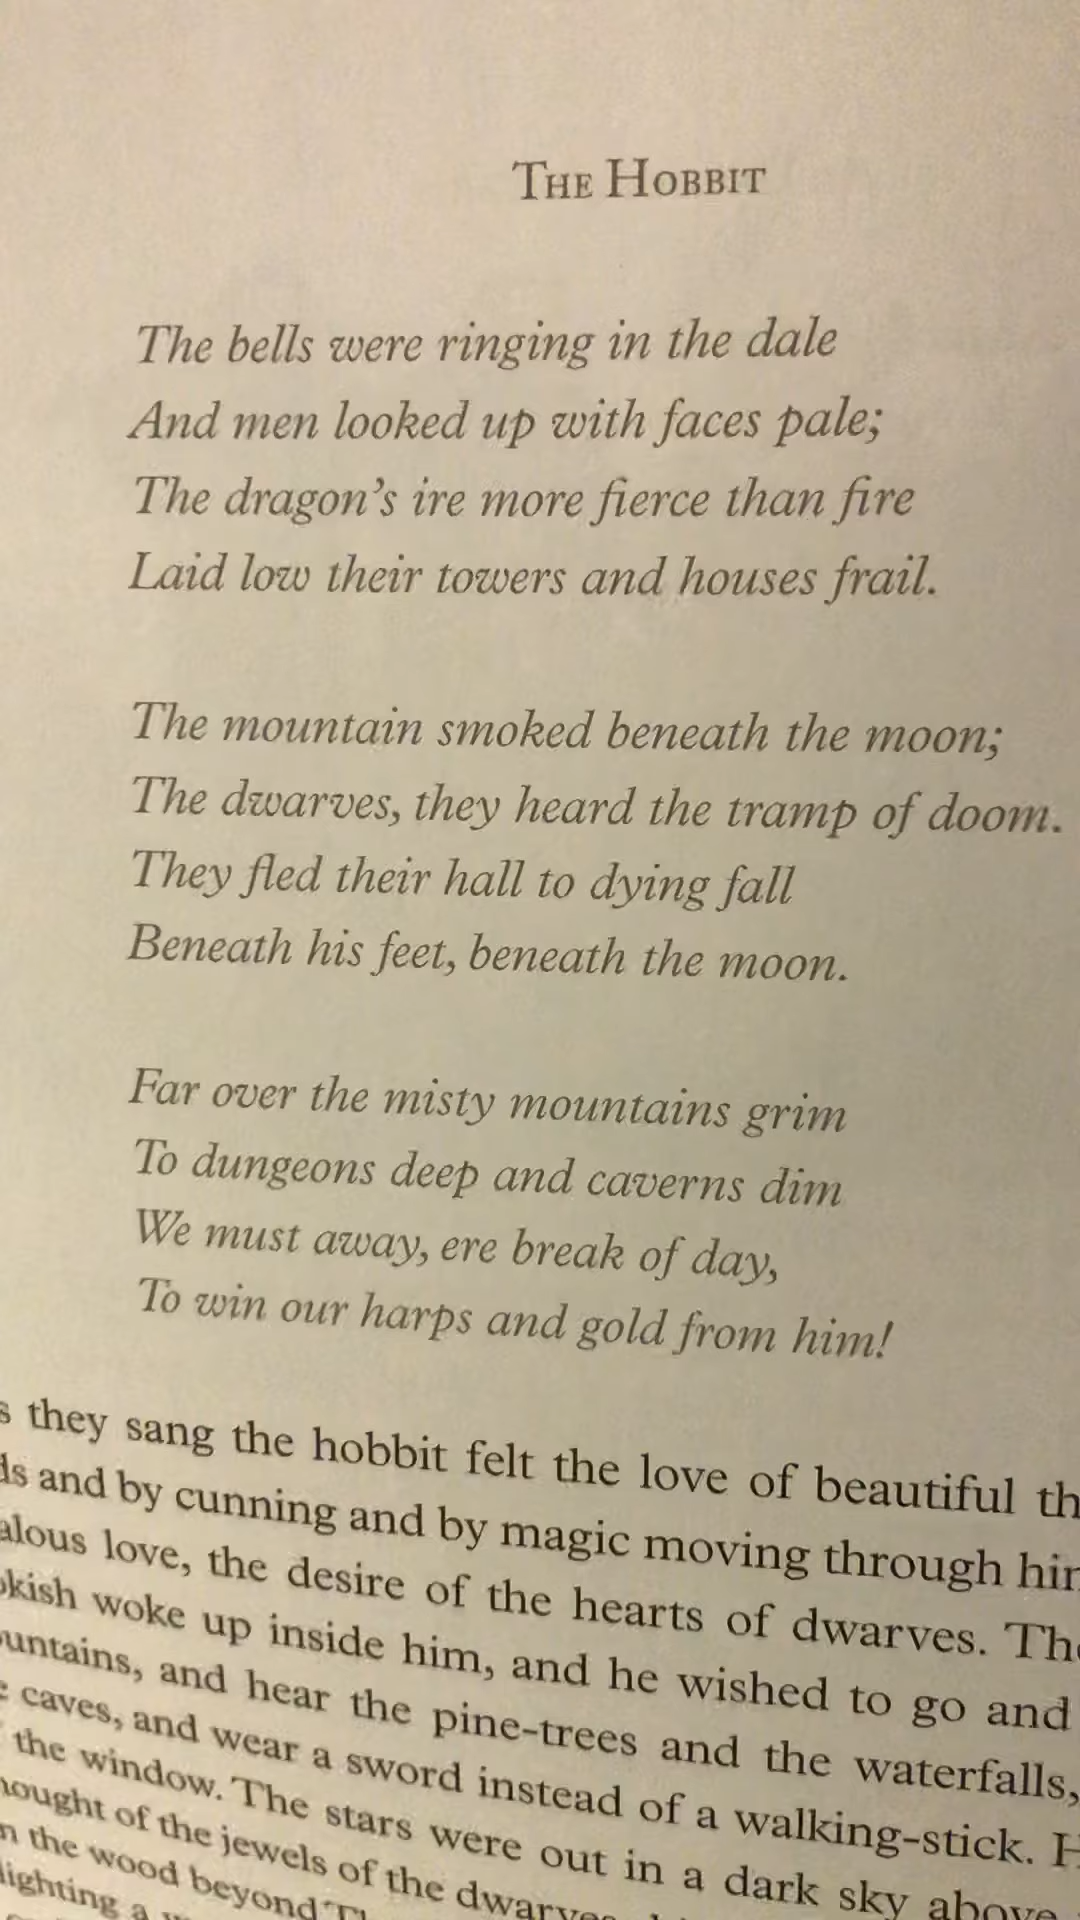 THE HOBBIT
The bells were ringing in the dale
And men looked up with faces pale;
The dragon's ire more fierce than fire
Laid low their towers and houses frail.
The mountain smoked beneath the moon;
The dwarves, they heard the tramp of doom.
They fled their hall to dying fall
Beneath his feet, beneath the moon.
Far over the misty mountains grim
To dungeons deep and caverns dim
We must away, ere break of day,
To win our harps and gold from him!
they sang the hobbit felt the love of beautiful
and by cunning and by magic moving through
love, the desire of the hearts of dwarves.
woke up inside him, and he wished to go and
and hear the pine-trees and the waterfalls,
caves, and wear a sword instead of a walking-stick.
the window. The stars were out in a dark sky above
of the jewels of the
the wood beyond
a